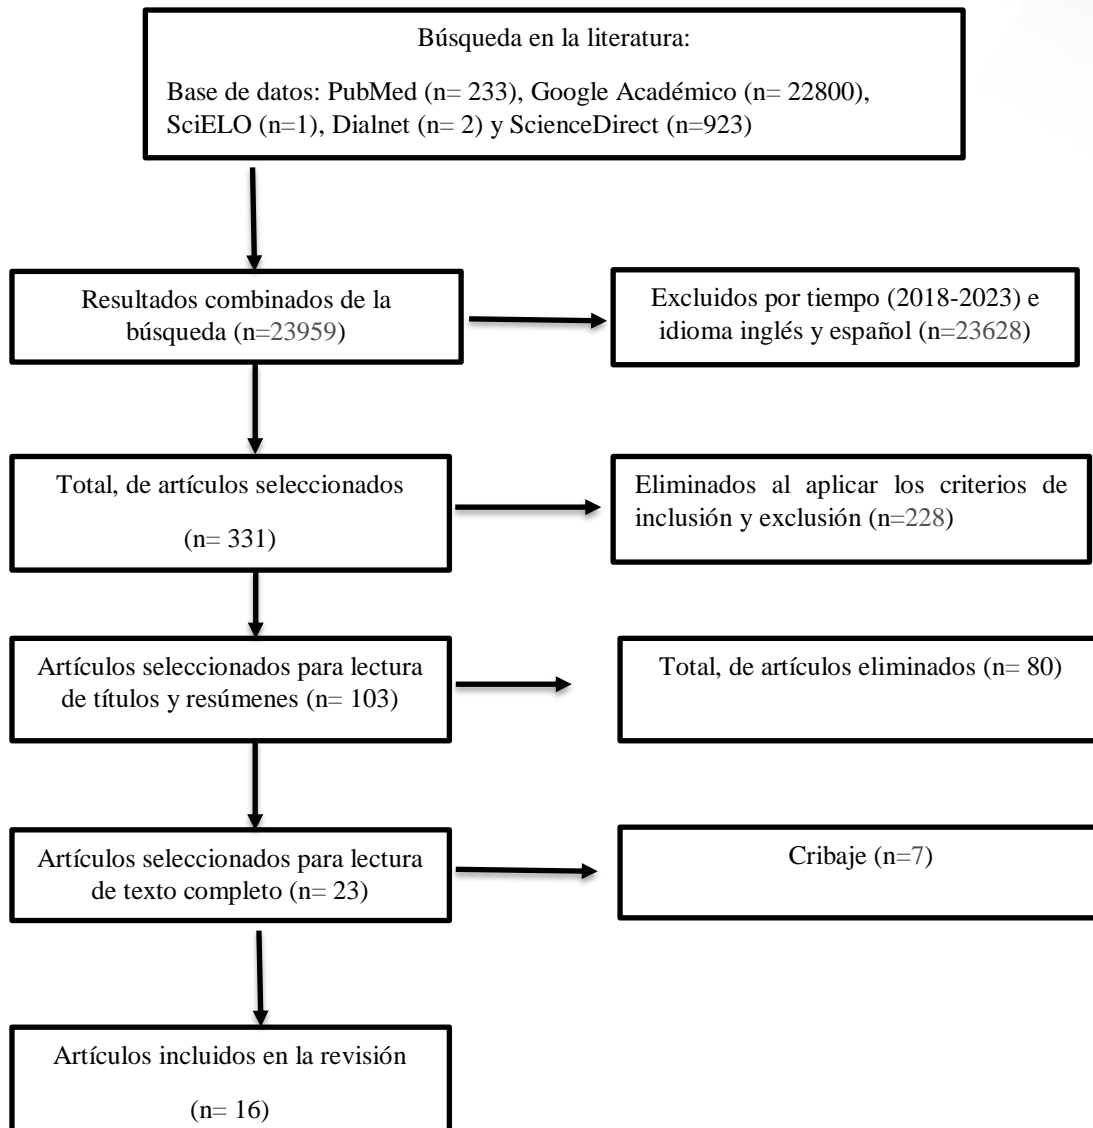 Búsqueda en la literatura:
Base de datos: PubMed (n= 233), Google Académico (n= 22800),
SciELO (n=1), Dialnet (n= 2) y ScienceDirect (n=923)
Resultados combinados de la
búsqueda (n=23959)
Excluidos por tiempo (2018-2023) e
idioma inglés y español (n=23628)
Total, de artículos seleccionados
(n= 331)
Eliminados al aplicar los criterios de
inclusión y exclusión (n=228)
Artículos seleccionados para lectura
de títulos y resúmenes (n= 103)
Total, de artículos eliminados (n= 80)
Artículos seleccionados para lectura
de texto completo (n= 23)
Cribaje (n=7)
Artículos incluidos en la revisión
(n= 16)